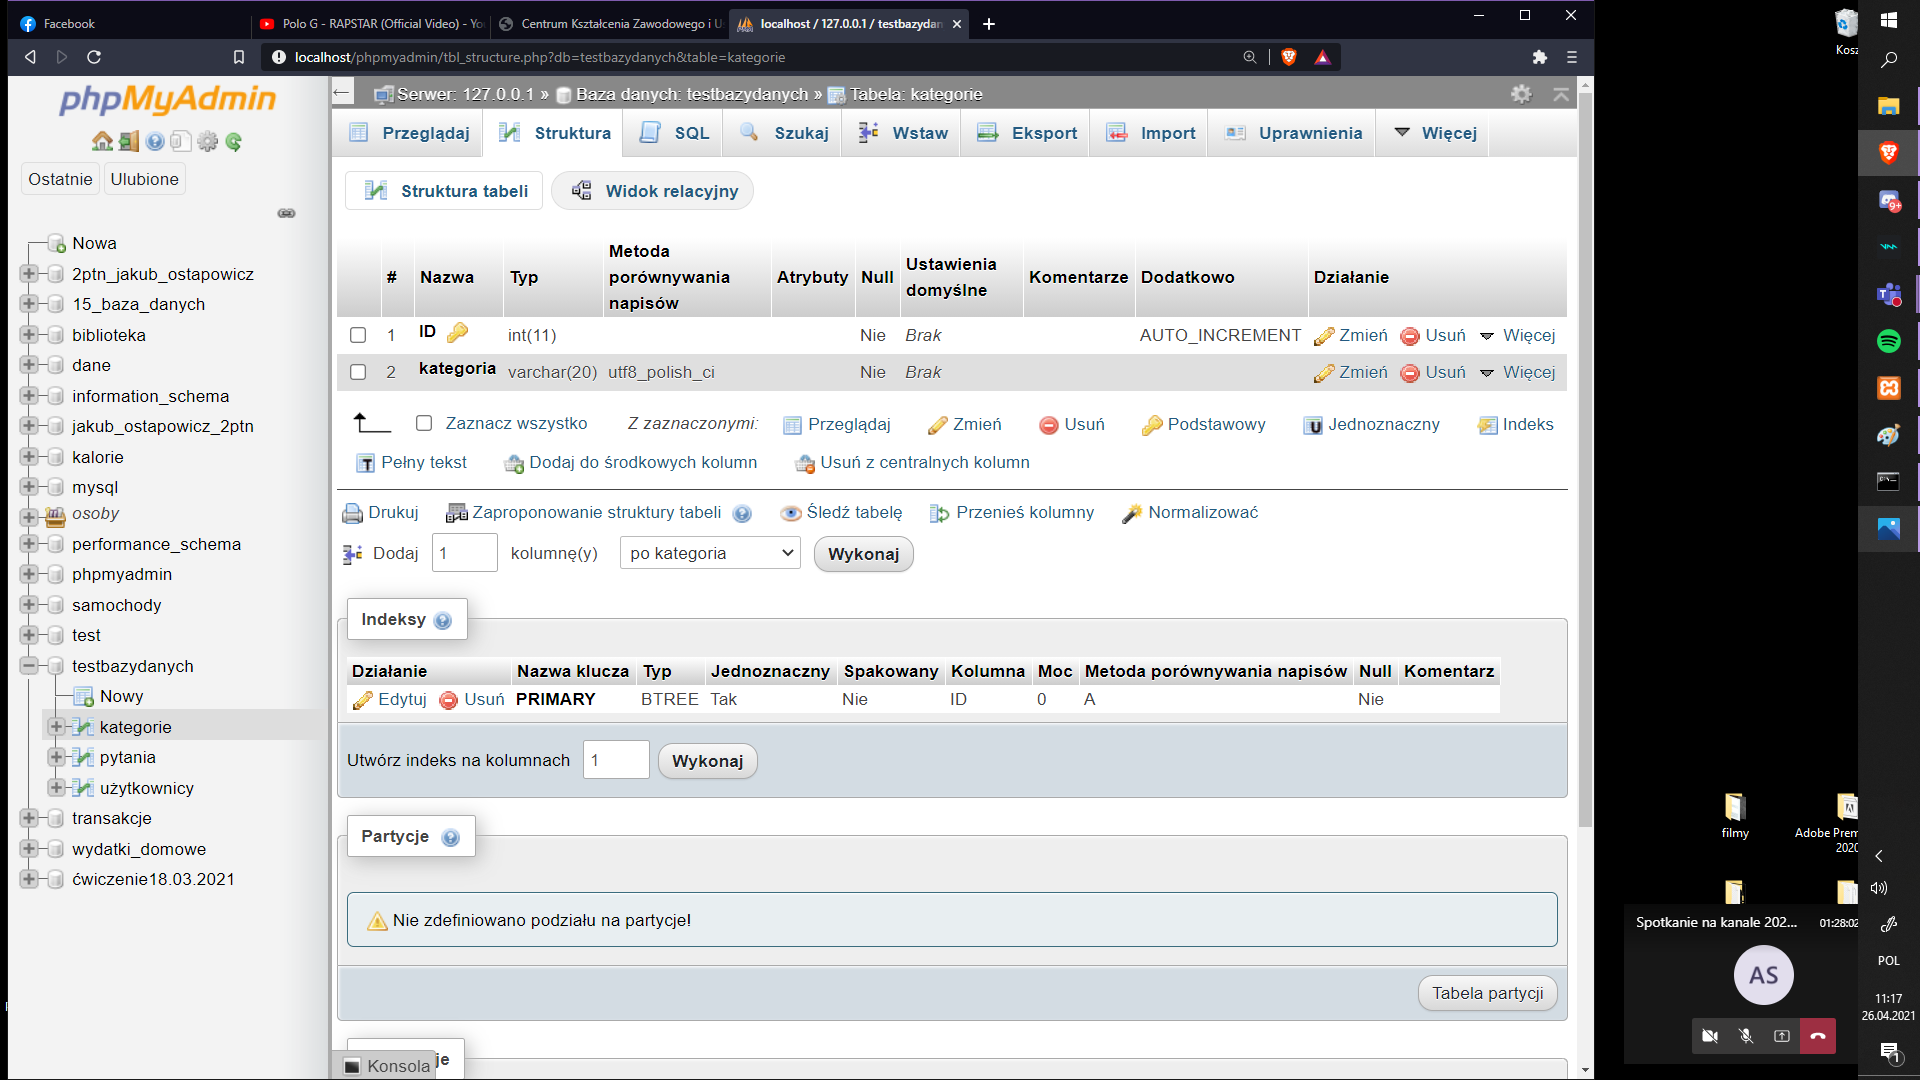 Facebook
Polo G - RAPSTAR (Official Video) - Yo
Centrum Kształcenia Zawodowego i U
localhost / 127.0.0.1 / testbazydan
localhost/phpmyadmin/tbl_structure.php?db=testbazydanych&table=kategorie
Kosz
phpMyAdmin
Ostatnie
Ulubione
Nowa
2ptn_jakub_ostapowicz
15_baza_danych
biblioteka
dane
information_schema
jakub_ostapowicz_2ptn
kalorie
mysql
osoby
performance_schema
phpmyadmin
samochody
test
testbazydanych
Nowy
kategorie
pytania
użytkownicy
transakcje
wydatki_domowe
ćwiczenie18.03.2021
Serwer: 127.0.0.1 » Baza danych: testbazydanych » Tabela: kategorie
Przeglądaj Struktura SQL Szukaj Wstaw Eksport Import Uprawnienia Więcej
Struktura tabeli Widok relacyjny
# Nazwa Typ Metoda porównywania napisów Atrybuty Null Ustawienia domyślne Komentarze Dodatkowo Działanie
1 ID int(11) Nie Brak AUTO_INCREMENT Zmień Usuń Więcej
2 kategoria varchar(20) utf8_polish_ci Nie Brak Zmień Usuń Więcej
Zaznacz wszystko Z zaznaczonymi: Przeglądaj Zmień Usuń Podstawowy Jednoznaczny Indeks
Pełny tekst Dodaj do środkowych kolumn Usuń z centralnych kolumn
Drukuj Zaproponowanie struktury tabeli Śledź tabelę Przenieś kolumny Normalizować
Dodaj 1 kolumnę(y) po kategoria Wykonaj
Indeksy
Działanie Nazwa klucza Typ Jednoznaczny Spakowany Kolumna Moc Metoda porównywania napisów Null Komentarz
Edytuj Usuń PRIMARY BTREE Tak Nie ID 0 A Nie
Utwórz indeks na kolumnach 1 Wykonaj
Partycje
Nie zdefiniowano podziału na partycje!
Tabela partycji
Konsola
je
filmy
Adobe Prem
2020
Spotkanie na kanale 202... 01:28:02
AS
POL
11:17
26.04.2021
1
9+